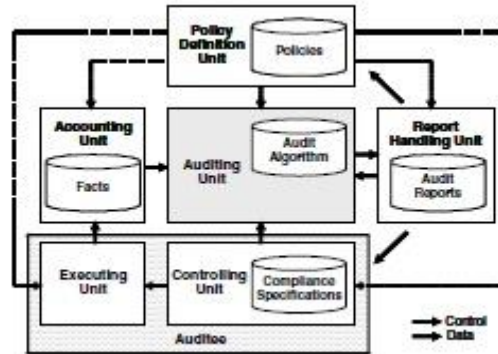 Policy
Definition
Unit
Policies
Accounting
Unit
Facts
Auditing
Unit
Audit
Algorithm
Report
Handling Unit
Audit
Reports
Executing
Unit
Controlling
Unit
Compliance
Specifications
Auditee
Control
Data